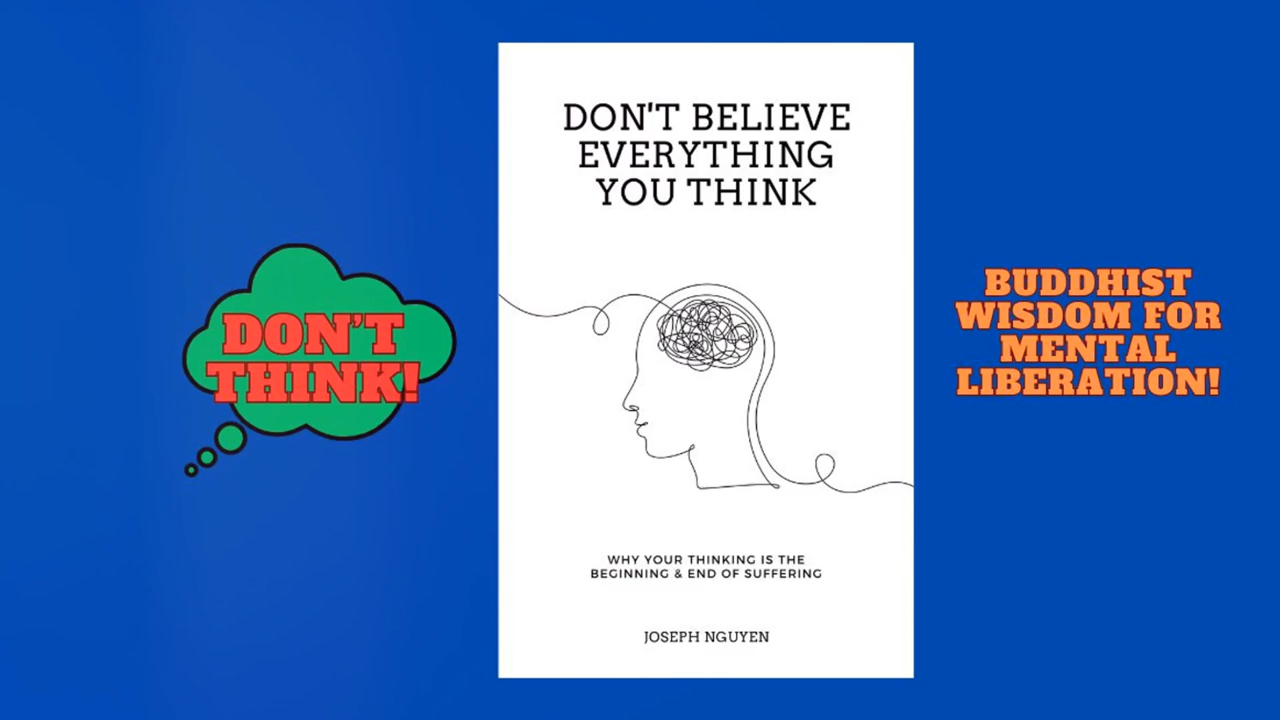 DON'T
THINK!
DON'T BELIEVE
EVERYTHING
YOU THINK
WHY YOUR THINKING IS THE
BEGINNING & END OF SUFFERING
JOSEPH NGUYEN
BUDDHIST
WISDOM FOR
MENTAL
LIBERATION!